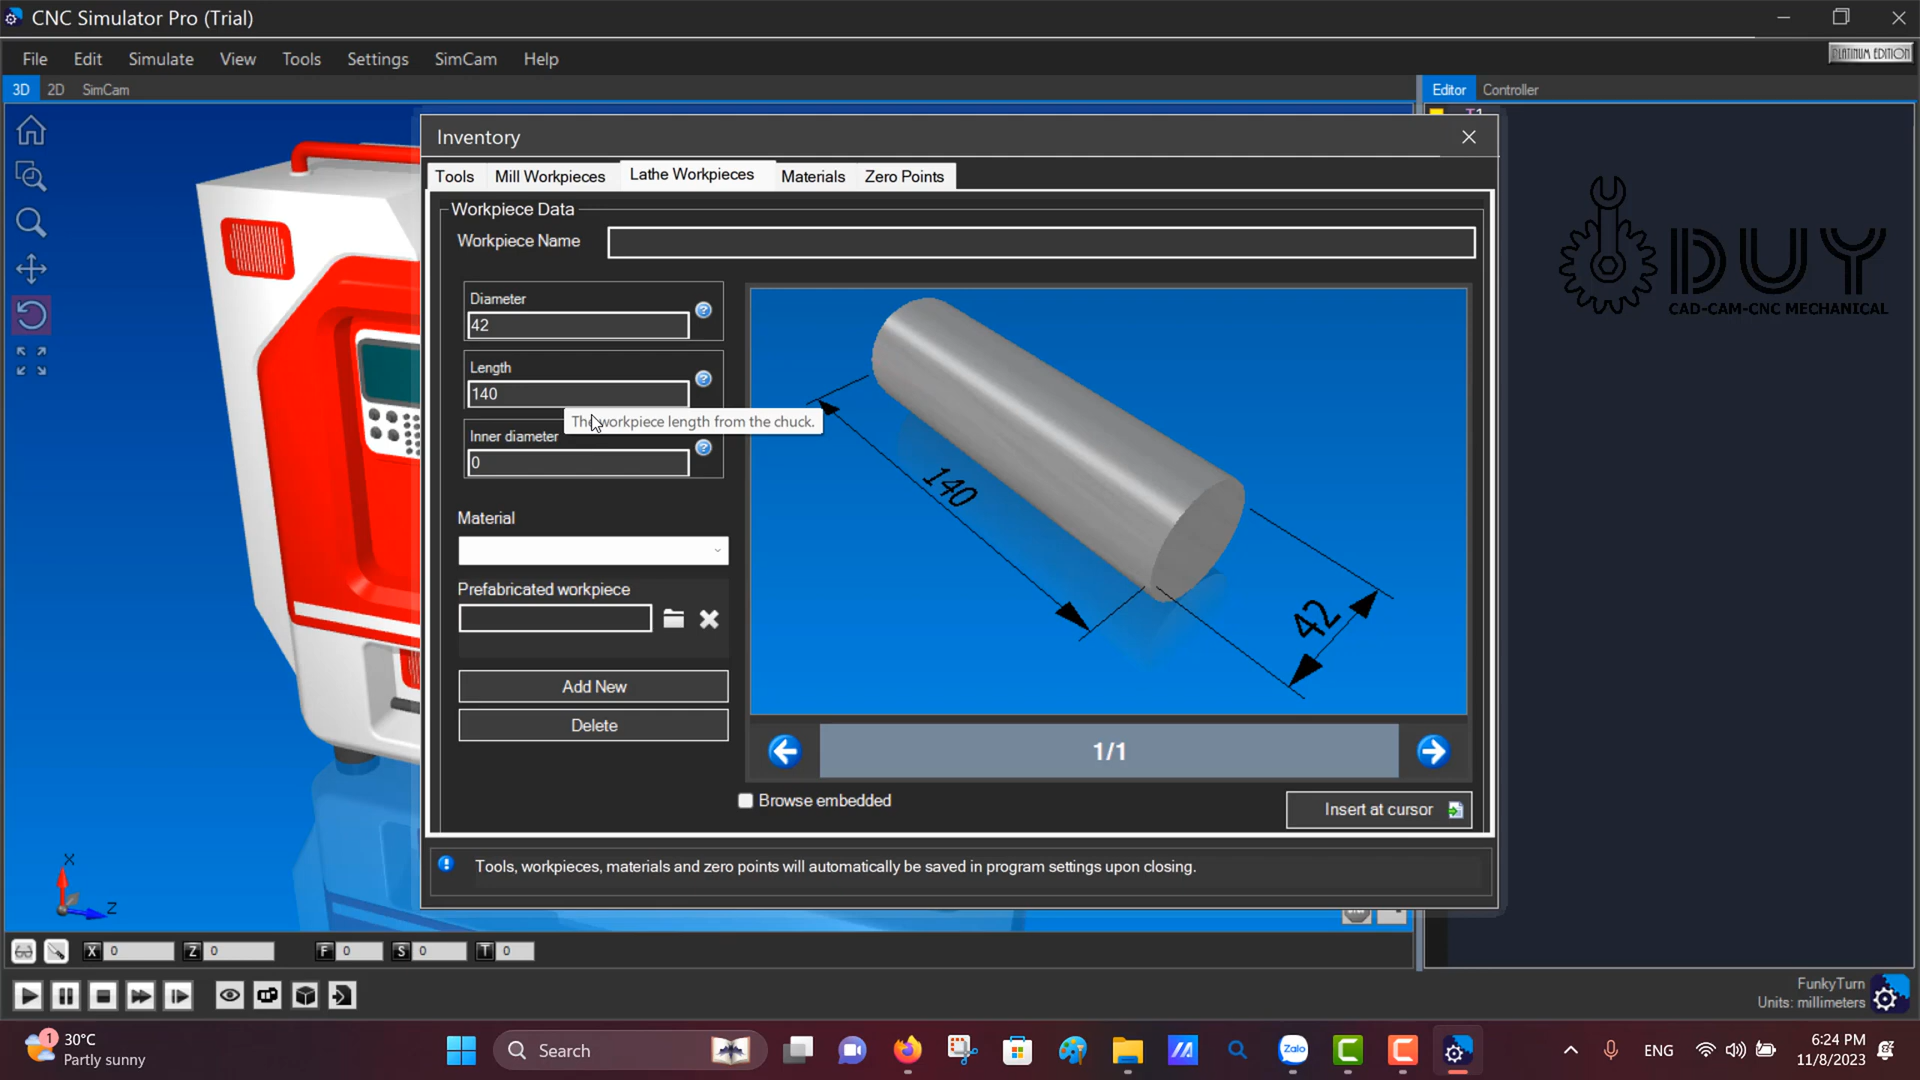 CNC Simulator Pro (Trial)
File Edit Simulate View Tools Settings SimCam Help
PLATINUM EDITION
3D 2D SimCam
Editor Controller
T1
Inventory
Tools Mill Workpieces Lathe Workpieces Materials Zero Points
Workpiece Data
Workpiece Name
Diameter
42
Length
140
The workpiece length from the chuck.
Inner diameter
0
Material
Prefabricated workpiece
Add New
Delete
140
42
1/1
Browse embedded
Insert at cursor
Tools, workpieces, materials and zero points will automatically be saved in program settings upon closing.
DUY
CAD-CAM-CNC MECHANICAL
X
Z
X 0 Z 0 F 0 S 0 T 0
FunkyTurn
Units: millimeters
1
30°C
Partly sunny
Search
Zalo
ENG
6:24 PM
11/8/2023